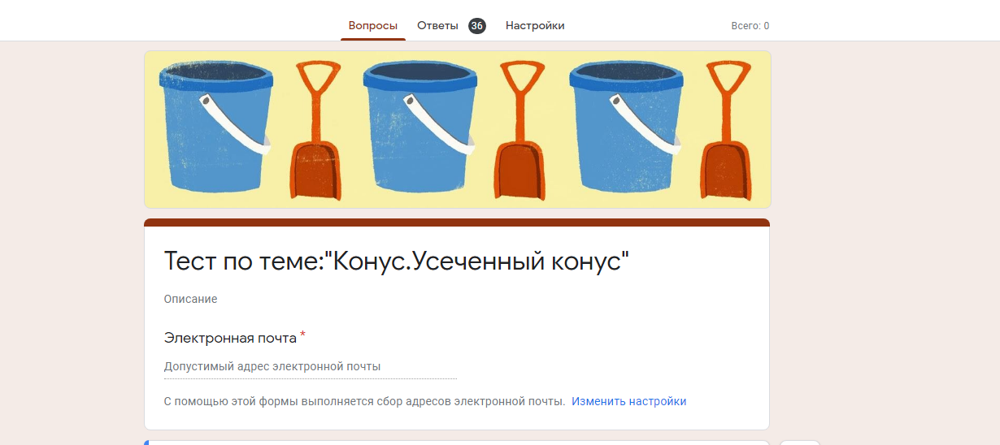 Вопросы Ответы 36 Настройки Всего: 0
Тест по теме:"Конус.Усеченный конус"
Описание
Электронная почта *
Допустимый адрес электронной почты
С помощью этой формы выполняется сбор адресов электронной почты. Изменить настройки